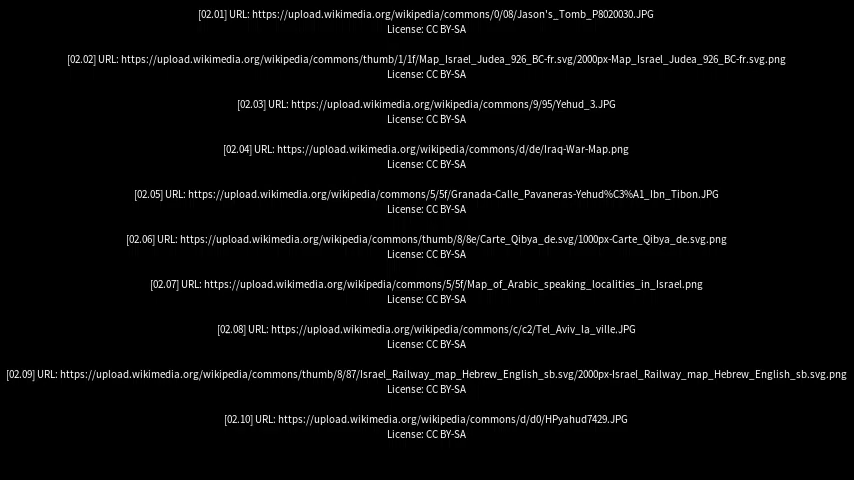 [02.01] URL: https://upload.wikimedia.org/wikipedia/commons/0/08/Jason's_Tomb_P8020030.JPG
License: CC BY-SA
[02.02] URL: https://upload.wikimedia.org/wikipedia/commons/thumb/1/1f/Map_Israel_Judea_926_BC-fr.svg/2000px-Map_Israel_Judea_926_BC-fr.svg.png
License: CC BY-SA
[02.03] URL: https://upload.wikimedia.org/wikipedia/commons/9/95/Yehud_3.JPG
License: CC BY-SA
[02.04] URL: https://upload.wikimedia.org/wikipedia/commons/d/de/Iraq-War-Map.png
License: CC BY-SA
[02.05] URL: https://upload.wikimedia.org/wikipedia/commons/5/5f/Granada-Calle_Pavaneras-Yehud%C3%A1_Ibn_Tibon.JPG
License: CC BY-SA
[02.06] URL: https://upload.wikimedia.org/wikipedia/commons/thumb/8/8e/Carte_Qibya_de.svg/1000px-Carte_Qibya_de.svg.png
License: CC BY-SA
[02.07] URL: https://upload.wikimedia.org/wikipedia/commons/5/5f/Map_of_Arabic_speaking_localities_in_Israel.png
License: CC BY-SA
[02.08] URL: https://upload.wikimedia.org/wikipedia/commons/c/c2/Tel_Aviv_la_ville.JPG
License: CC BY-SA
[02.09] URL: https://upload.wikimedia.org/wikipedia/commons/thumb/8/87/Israel_Railway_map_Hebrew_English_sb.svg/2000px-Israel_Railway_map_Hebrew_English_sb.svg.png
License: CC BY-SA
[02.10] URL: https://upload.wikimedia.org/wikipedia/commons/d/d0/HPyahud7429.JPG
License: CC BY-SA